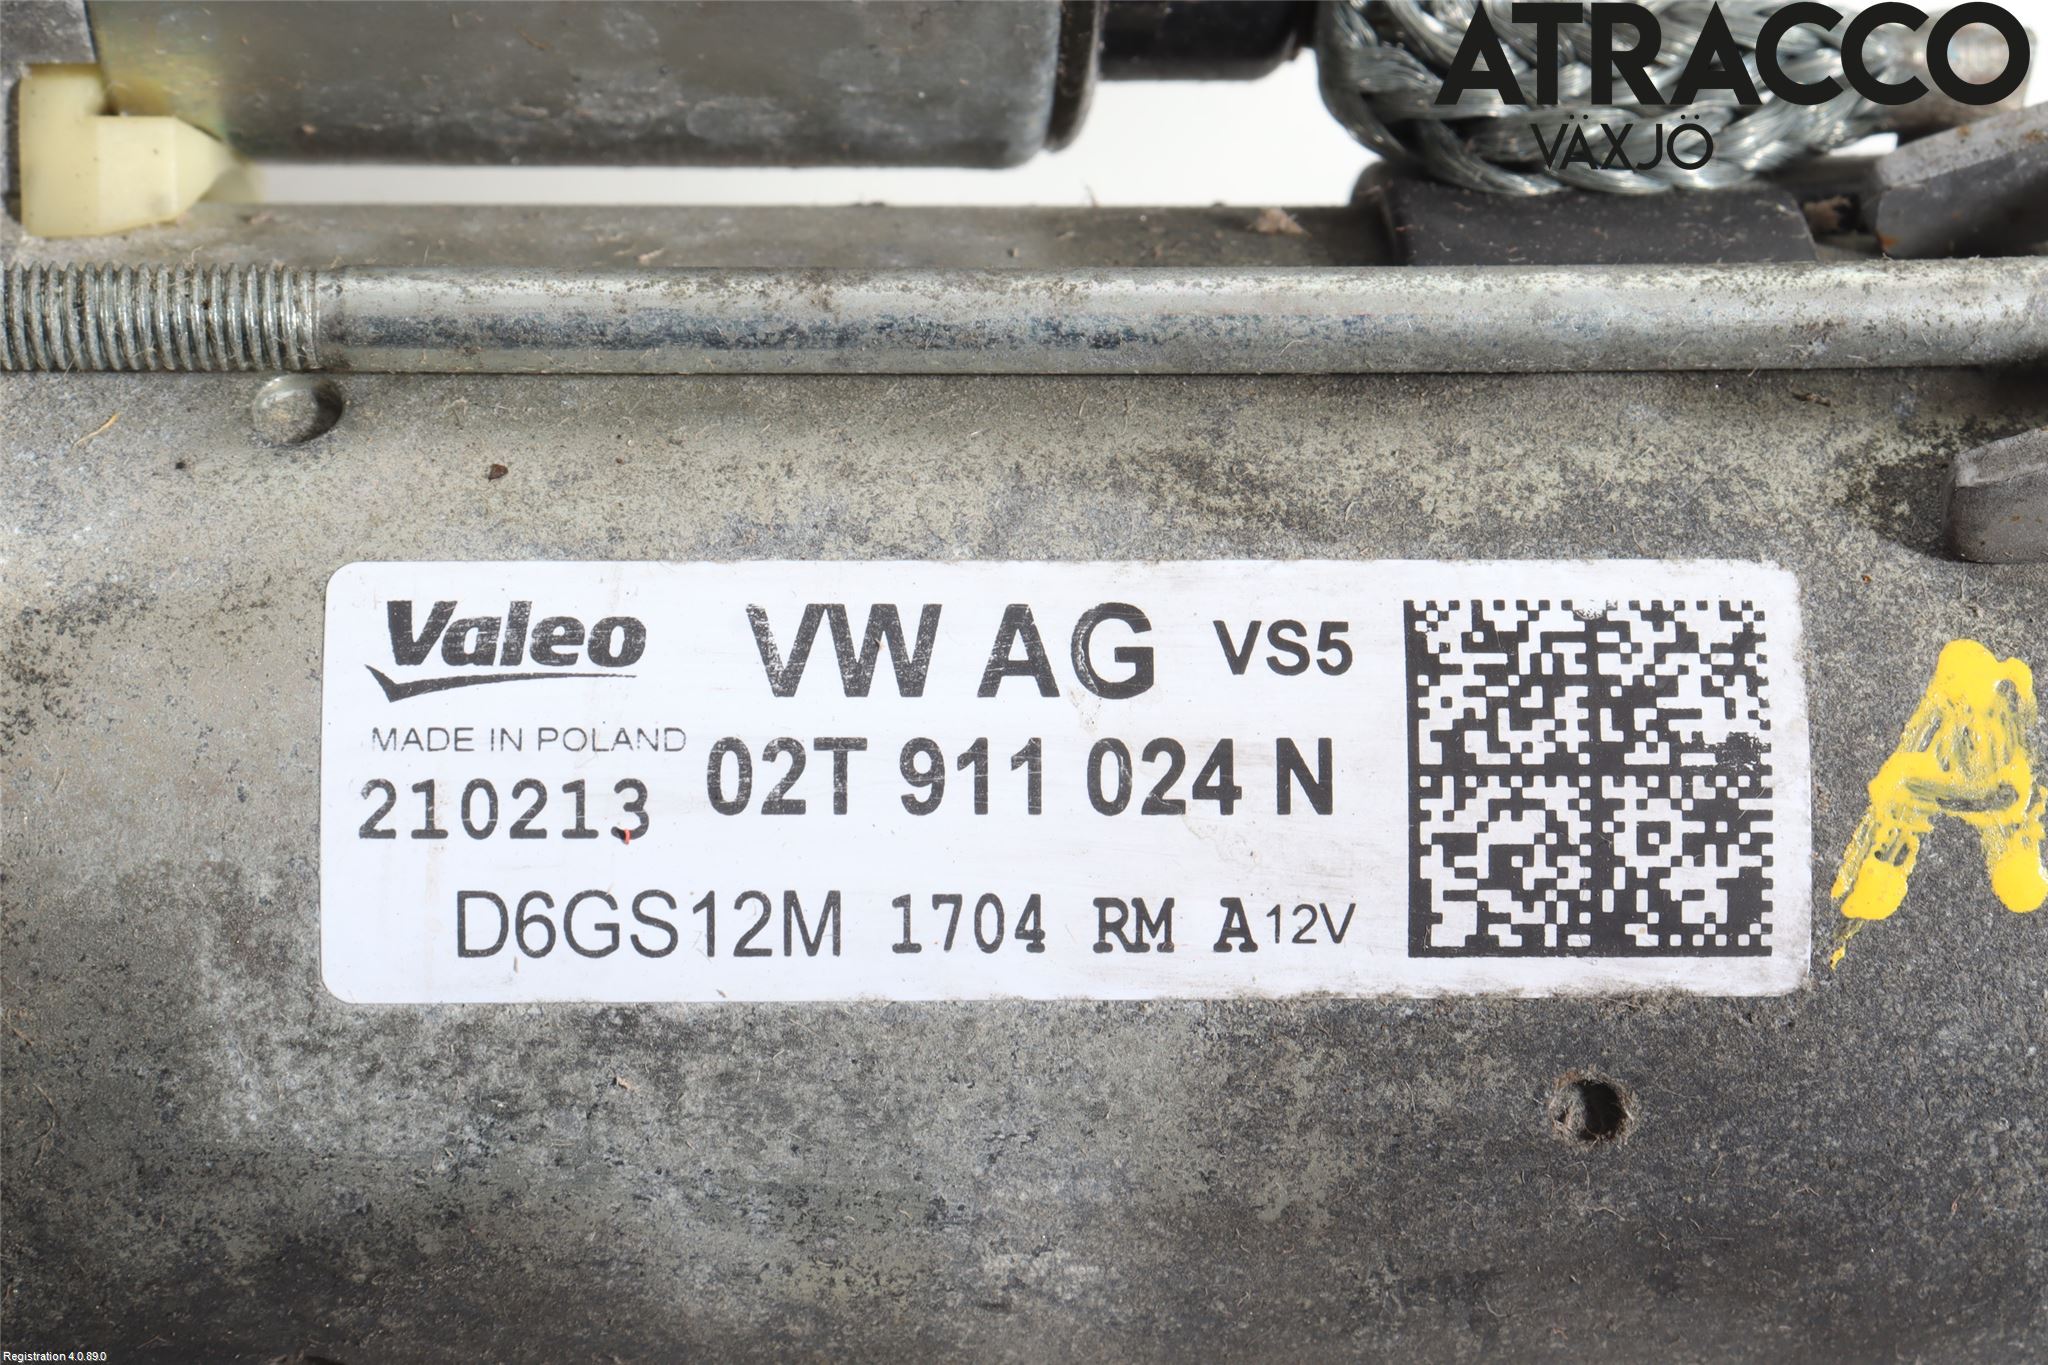 ATRACCO
VÄXJÖ
Valeo VW AG VS5
MADE IN POLAND
210213 02T 911 024 N
D6GS12M 1704 RM A 12V
A
Registration 4.0.89.0